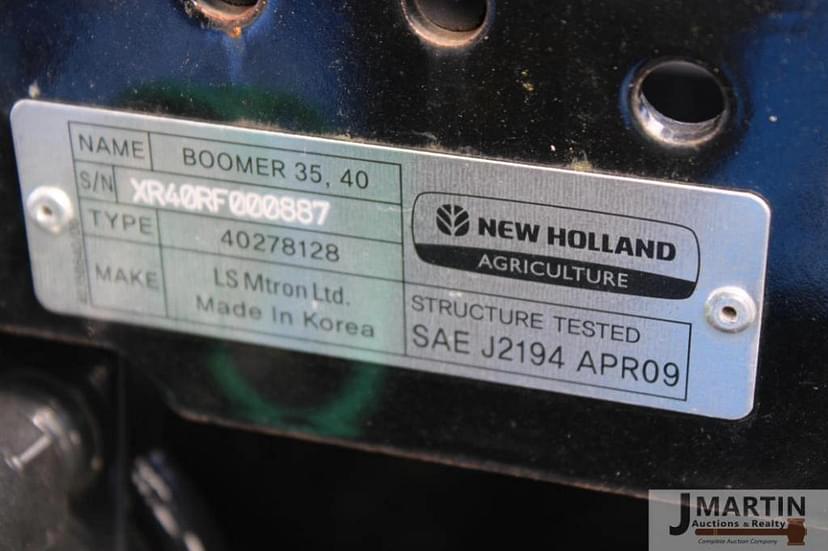 NAME BOOMER 35, 40
S/N XR40RF000887
TYPE 40278128
MAKE LS Mtron Ltd.
Made In Korea
NEW HOLLAND
AGRICULTURE
STRUCTURE TESTED
SAE J2194 APR09
J MARTIN
Auctions & Realty
Complete Auction Company